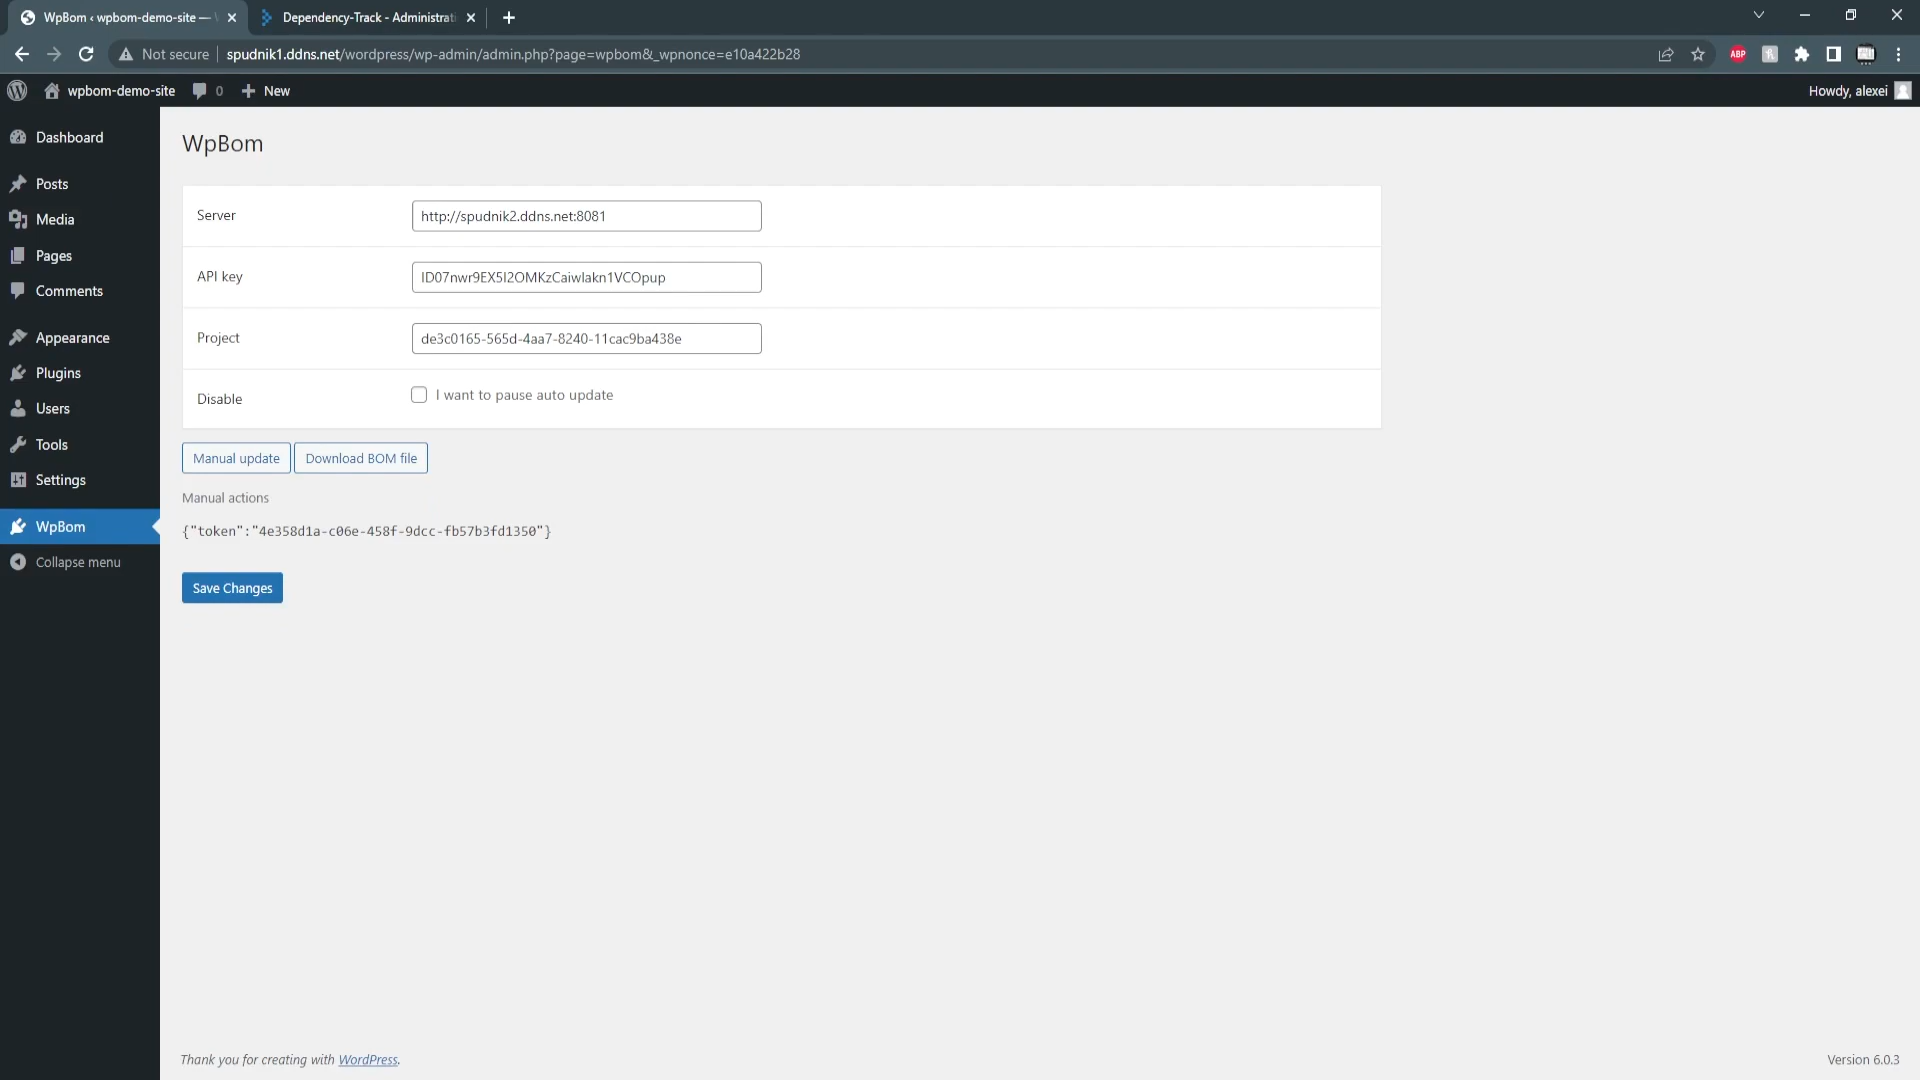 WpBom ‹ wpbom-demo-site —
Dependency-Track - Administrati
Not secure
spudnik1.ddns.net/wordpress/wp-admin/admin.php?page=wpbom&_wpnonce=e10a422b28
ABP
wpbom-demo-site
0
New
Howdy, alexei
Dashboard
Posts
Media
Pages
Comments
Appearance
Plugins
Users
Tools
Settings
WpBom
Collapse menu
WpBom
Server
http://spudnik2.ddns.net:8081
API key
ID07nwr9EX5I2OMKzCaiwlakn1VCOpup
Project
de3c0165-565d-4aa7-8240-11cac9ba438e
Disable
I want to pause auto update
Manual update
Download BOM file
Manual actions
{"token":"4e358d1a-c06e-458f-9dcc-fb57b3fd1350"}
Save Changes
Thank you for creating with WordPress.
Version 6.0.3